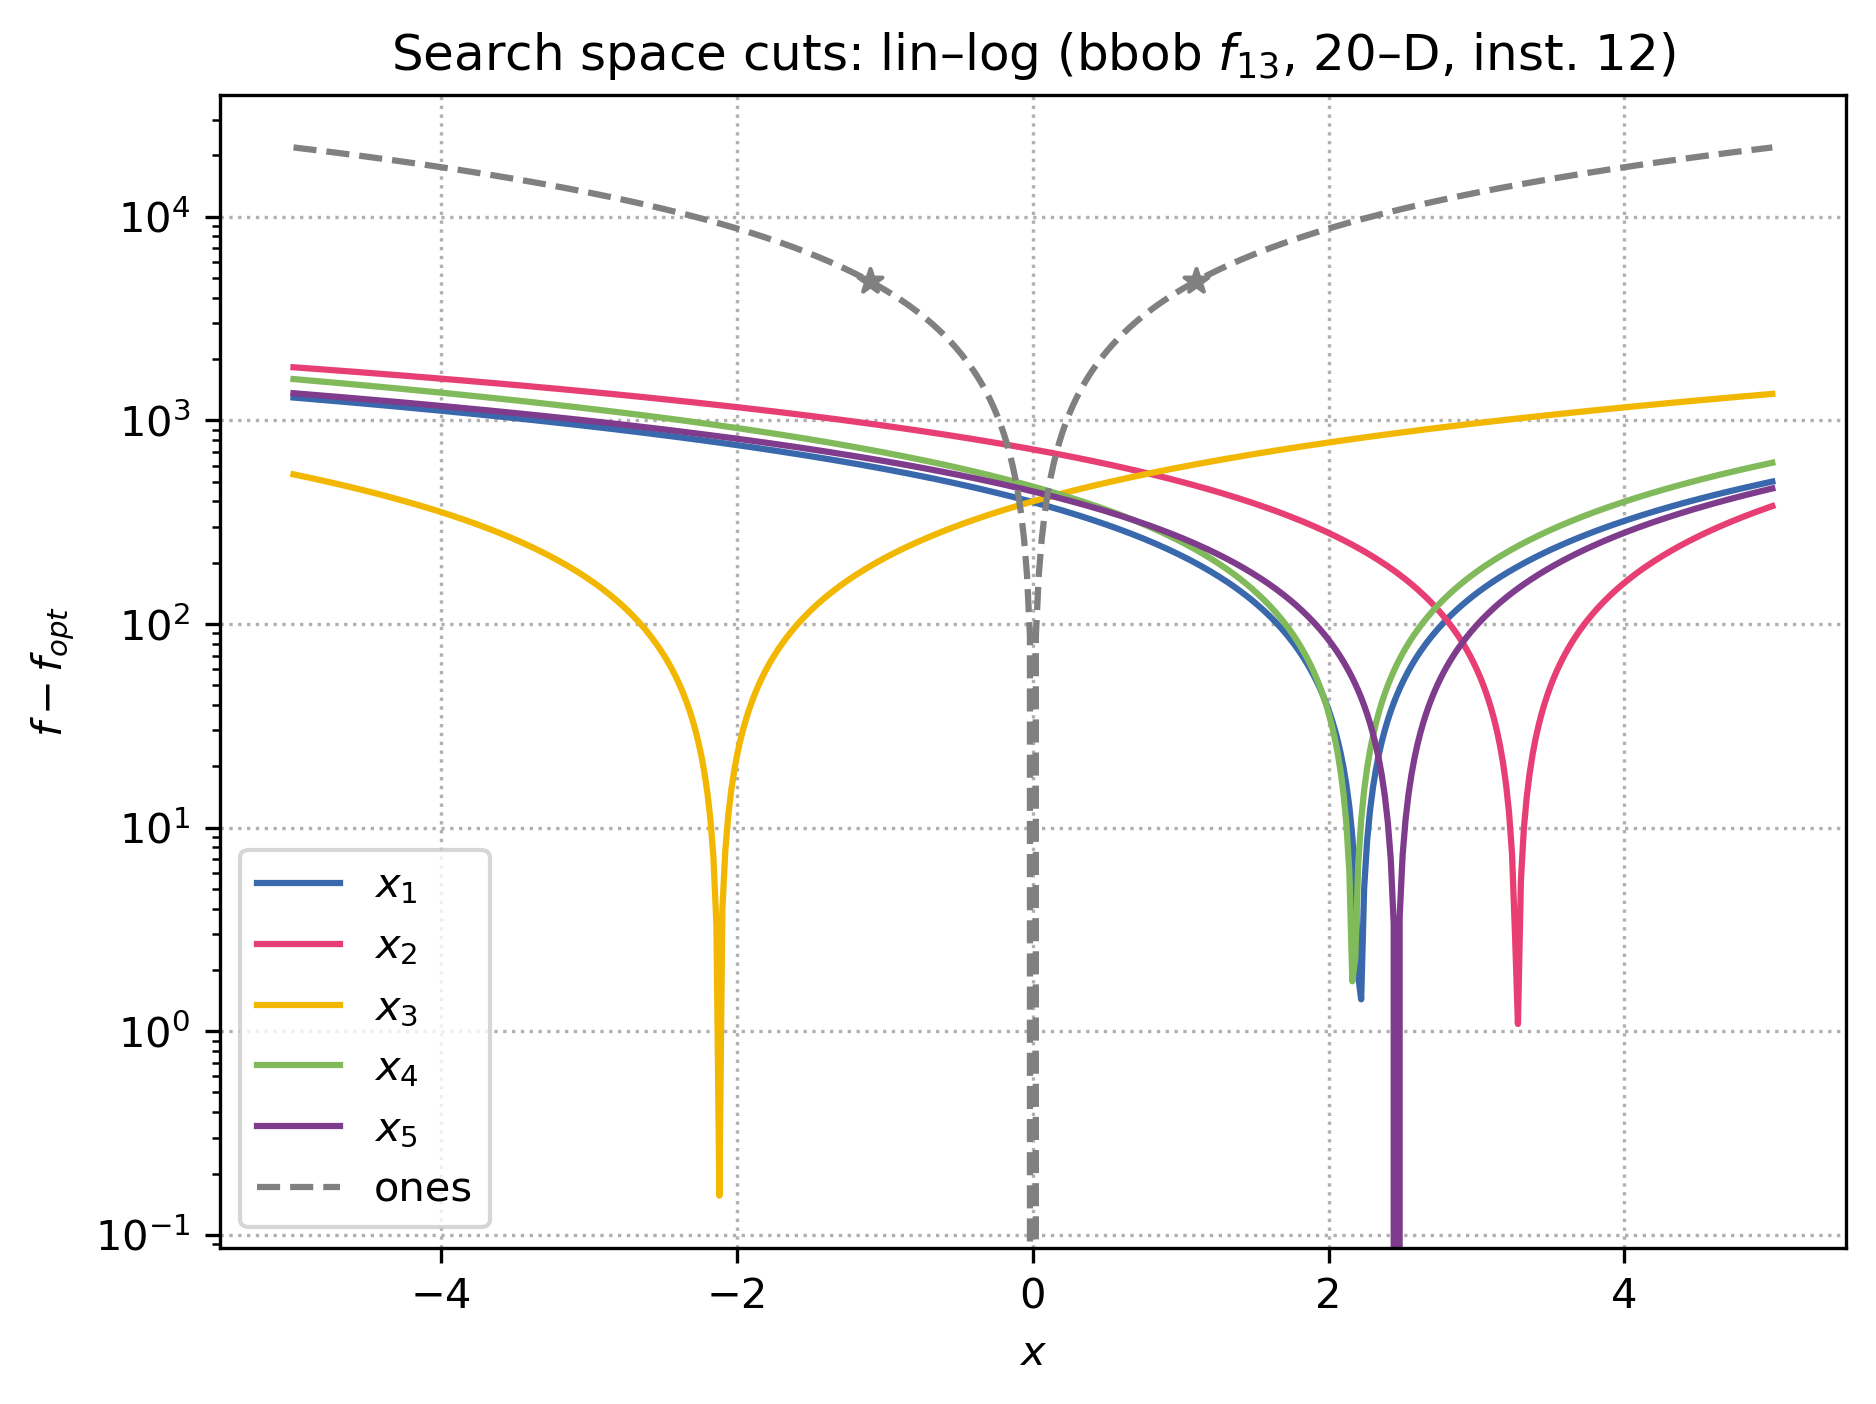 Search space cuts: lin–log (bbob f₁₃, 20–D, inst. 12)
f − f_opt
10⁴
10³
10²
10¹
10⁰
10⁻¹
x₁
x₂
x₃
x₄
x₅
ones
−4
−2
0
2
4
x